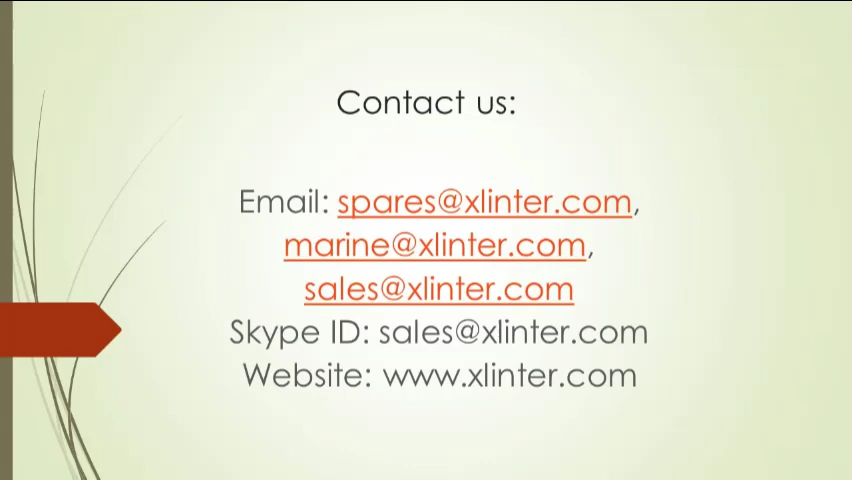 Contact us:
Email: spares@xlinter.com,
marine@xlinter.com,
sales@xlinter.com
Skype ID: sales@xlinter.com
Website: www.xlinter.com